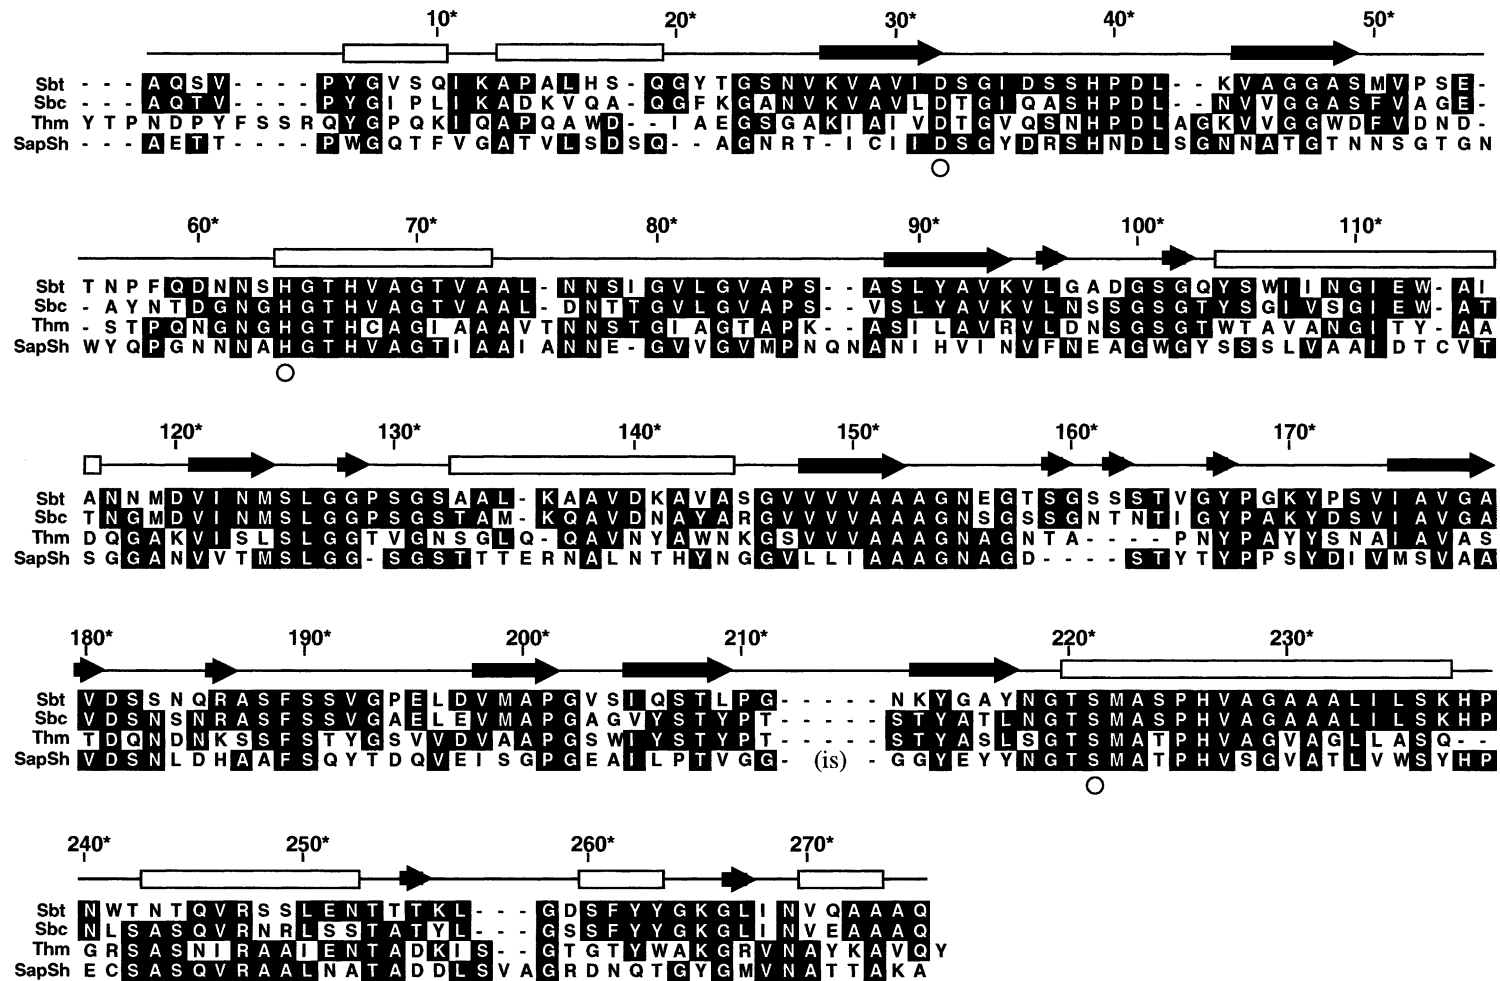 10* 20* 30* 40* 50*
Sbt - - - A Q S V - - - - P Y G V S Q I K A P A L H S - Q G Y T G S N V K V A V I D S G I D S S H P D L - - K V A G G A S M V P S E -
Sbc - - - A Q T V - - - - P Y G I P L I K A D K V Q A - Q G F K G A N V K V A V L D T G I Q A S H P D L - - N V V G G A S F V A G E -
Thm Y T P N D P Y F S S R Q Y G P Q K I Q A P Q A W D - - I A E G S G A K I A I V D T G V Q S N H P D L A G K V V G G W D F V D N D -
SapSh - - - A E T T - - - - P W G Q T F V G A T V L S D S Q - - A G N R T - I C I I D S G Y D R S H N D L S G N N A T G T N N S G T G N
60* 70* 80* 90* 100* 110*
Sbt T N P F Q D N N S H G T H V A G T V A A L - N N S I G V L G V A P S - - A S L Y A V K V L G A D G S G Q Y S W I I N G I E W - A I
Sbc - A Y N T D G N G H G T H V A G T V A A L - D N T T G V L G V A P S - - V S L Y A V K V L N S S G S G T Y S G I V S G I E W - A T
Thm - S T P Q N G N G H G T H C A G I A A A V T N N S T G I A G T A P K - - A S I L A V R V L D N S G S G T W T A V A N G I T Y - A A
SapSh W Y Q P G N N N A H G T H V A G T I A A I A N N E - G V V G V M P N Q N A N I H V I N V F N E A G W G Y S S S L V A A I D T C V T
120* 130* 140* 150* 160* 170*
Sbt A N N M D V I N M S L G G P S G S A A L - K A A V D K A V A S G V V V V A A A G N E G T S G S S S T V G Y P G K Y P S V I A V G A
Sbc T N G M D V I N M S L G G P S G S T A M - K Q A V D N A Y A R G V V V V A A A G N S G S S G N T N T I G Y P A K Y D S V I A V G A
Thm D Q G A K V I S L S L G G T V G N S G L Q - Q A V N Y A W N K G S V V V A A A G N A G N T A - - - - P N Y P A Y Y S N A I A V A S
SapSh S G G A N V V T M S L G G - S G S T T T E R N A L N T H Y N G G V L L I A A A G N A G D - - - - S T Y T Y P P S Y D I V M S V A A
180* 190* 200* 210* 220* 230*
Sbt V D S S N Q R A S F S S V G P E L D V M A P G V S I Q S T L P G - - - - - N K Y G A Y N G T S M A S P H V A G A A A L I L S K H P
Sbc V D S N S N R A S F S S V G A E L E V M A P G A G V Y S T Y P T - - - - - S T Y A T L N G T S M A S P H V A G A A A L I L S K H P
Thm T D Q N D N K S S F S T Y G S V V D V A A P G S W I Y S T Y P T - - - - - S T Y A S L S G T S M A T P H V A G V A G L L A S Q - -
SapSh V D S N L D H A A F S Q Y T D Q V E I S G P G E A I L P T V G G - (is) - G G Y E Y Y N G T S M A T P H V S G V A T L V W S Y H P
240* 250* 260* 270*
Sbt N W T N T Q V R S S L E N T T T K L - - - G D S F Y Y G K G L I N V Q A A A Q
Sbc N L S A S Q V R N R L S S T A T Y L - - - G S S F Y Y G K G L I N V E A A A Q
Thm G R S A S N I R A A I E N T A D K I S - - G T G T Y W A K G R V N A Y K A V Q Y
SapSh E C S A S Q V R A A L N A T A D D L S V A G R D N Q T G Y G M V N A T T A K A